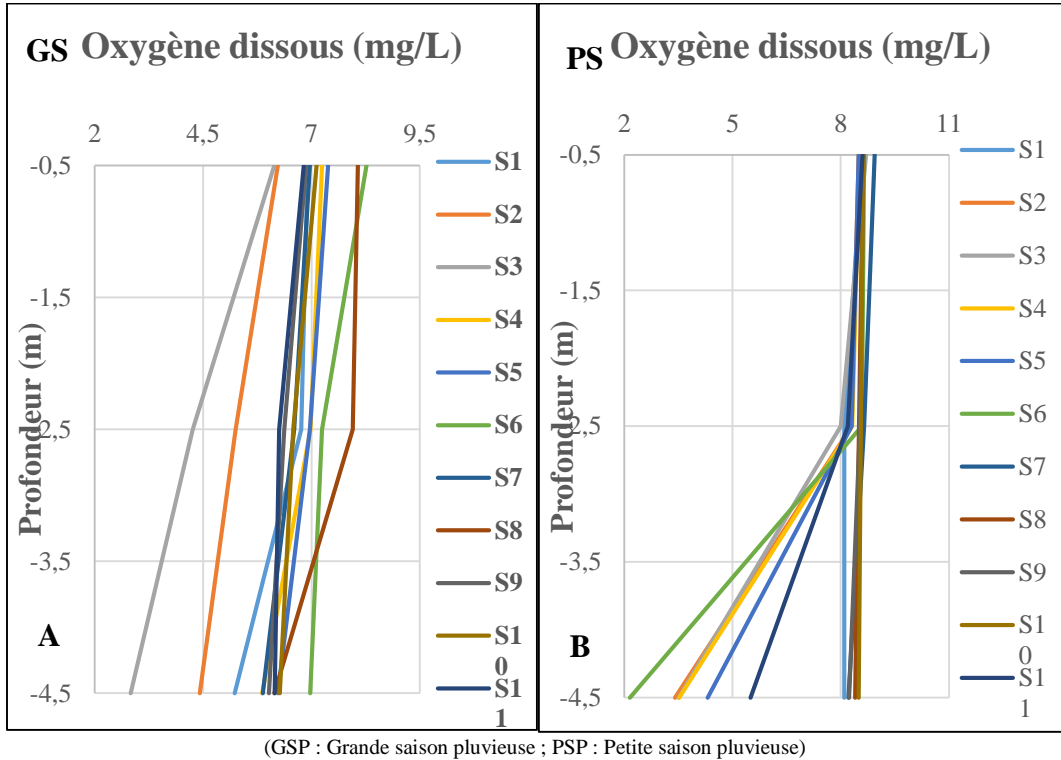 GS Oxygène dissous (mg/L)
2 4,5 7 9,5
-0,5
-1,5
-2,5
-3,5
-4,5
Profondeur (m)
A
S1
S2
S3
S4
S5
S6
S7
S8
S9
S1
0
S1
1
PS Oxygène dissous (mg/L)
2 5 8 11
-0,5
-1,5
-2,5
-3,5
-4,5
Profondeur (m)
B
S1
S2
S3
S4
S5
S6
S7
S8
S9
S1
0
S1
1
(GSP : Grande saison pluvieuse ; PSP : Petite saison pluvieuse)